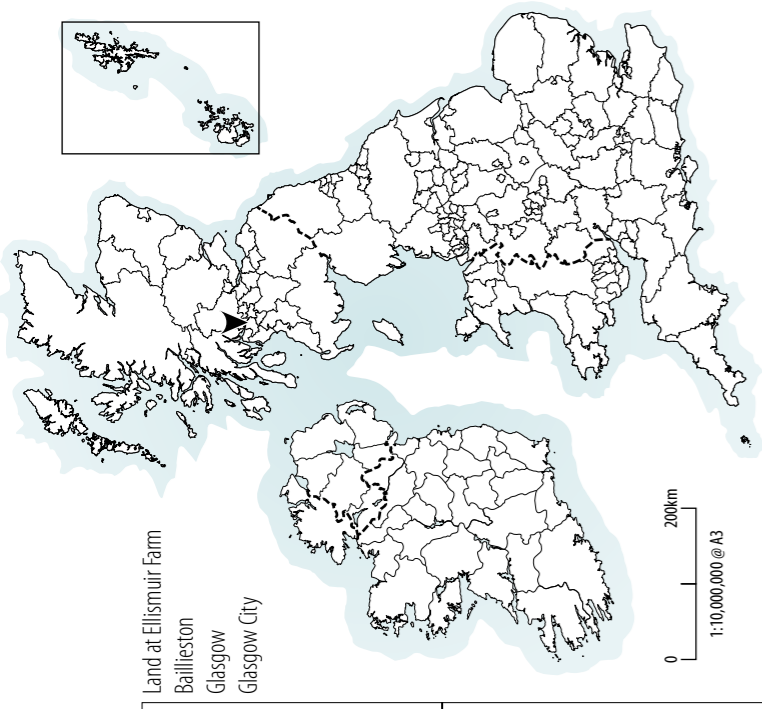 Land at Ellismuir Farm
Baillieston
Glasgow
Glasgow City
0 200km
1:10,000,000 @ A3